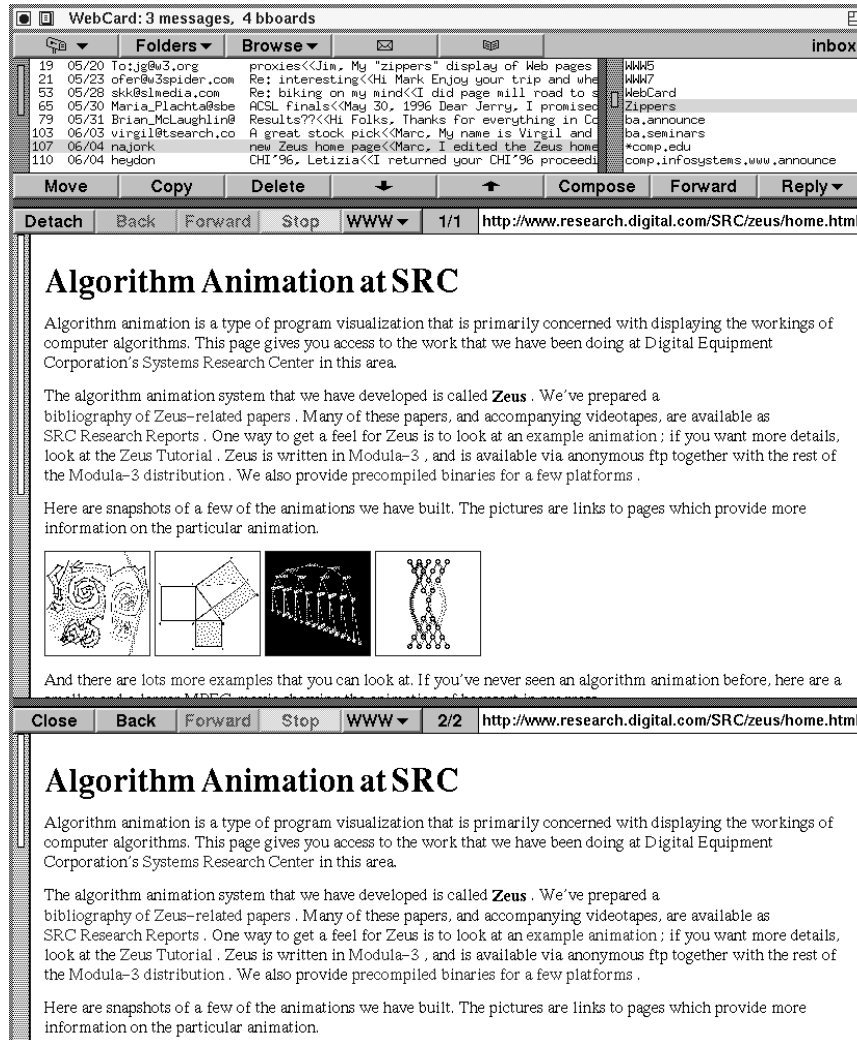 WebCard: 3 messages, 4 bboards
Folders Browse inbox
19 05/20 To:jg@w3.org proxies<<Jim, My "zippers" display of Web pages
21 05/23 ofer@w3spider.com Re: interesting<<Hi Mark Enjoy your trip and whe
53 05/28 skk@slmedia.com Re: biking on my mind<<I did page mill road to s
65 05/30 Maria_Plachta@sbe ACSL finals<<May 30, 1996 Dear Jerry, I promised
79 05/31 Brian_McLaughlin@ Results??<<Hi Folks, Thanks for everything in Co
103 06/03 virgil@tsearch.co A great stock pick<<Marc, My name is Virgil and
107 06/04 najork new Zeus home page<<Marc, I edited the Zeus home
110 06/04 heydon CHI'96, Letizia<<I returned your CHI'96 proceedi
WWW5
WWW7
WebCard
Zippers
ba.announce
ba.seminars
*comp.edu
comp.infosystems.www.announce
Move Copy Delete Compose Forward Reply
Detach Back Forward Stop WWW 1/1 http://www.research.digital.com/SRC/zeus/home.html
Algorithm Animation at SRC
Algorithm animation is a type of program visualization that is primarily concerned with displaying the workings of
computer algorithms. This page gives you access to the work that we have been doing at Digital Equipment
Corporation's Systems Research Center in this area.
The algorithm animation system that we have developed is called Zeus . We've prepared a
bibliography of Zeus-related papers . Many of these papers, and accompanying videotapes, are available as
SRC Research Reports . One way to get a feel for Zeus is to look at an example animation ; if you want more details,
look at the Zeus Tutorial . Zeus is written in Modula-3 , and is available via anonymous ftp together with the rest of
the Modula-3 distribution . We also provide precompiled binaries for a few platforms .
Here are snapshots of a few of the animations we have built. The pictures are links to pages which provide more
information on the particular animation.
And there are lots more examples that you can look at. If you've never seen an algorithm animation before, here are a
Close Back Forward Stop WWW 2/2 http://www.research.digital.com/SRC/zeus/home.html
Algorithm Animation at SRC
Algorithm animation is a type of program visualization that is primarily concerned with displaying the workings of
computer algorithms. This page gives you access to the work that we have been doing at Digital Equipment
Corporation's Systems Research Center in this area.
The algorithm animation system that we have developed is called Zeus . We've prepared a
bibliography of Zeus-related papers . Many of these papers, and accompanying videotapes, are available as
SRC Research Reports . One way to get a feel for Zeus is to look at an example animation ; if you want more details,
look at the Zeus Tutorial . Zeus is written in Modula-3 , and is available via anonymous ftp together with the rest of
the Modula-3 distribution . We also provide precompiled binaries for a few platforms .
Here are snapshots of a few of the animations we have built. The pictures are links to pages which provide more
information on the particular animation.